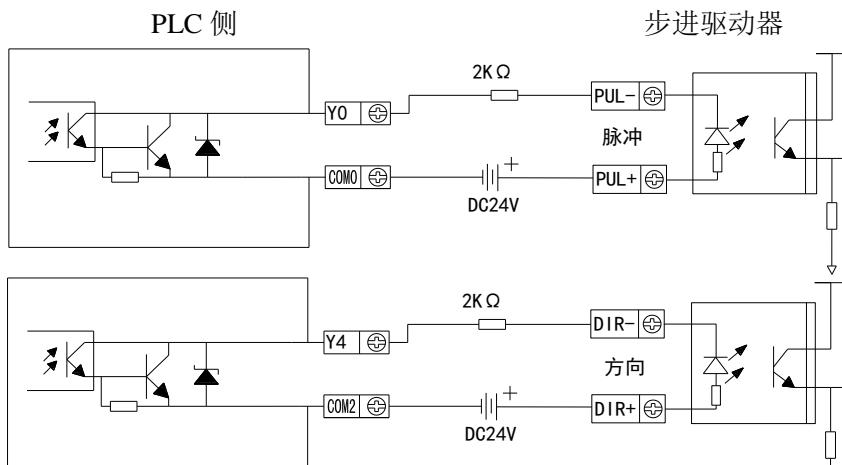 PLC 侧
步进驱动器
2KΩ
Y0
PUL-
脉冲
COM0
+
DC24V
PUL+
2KΩ
Y4
DIR-
方向
COM2
+
DC24V
DIR+